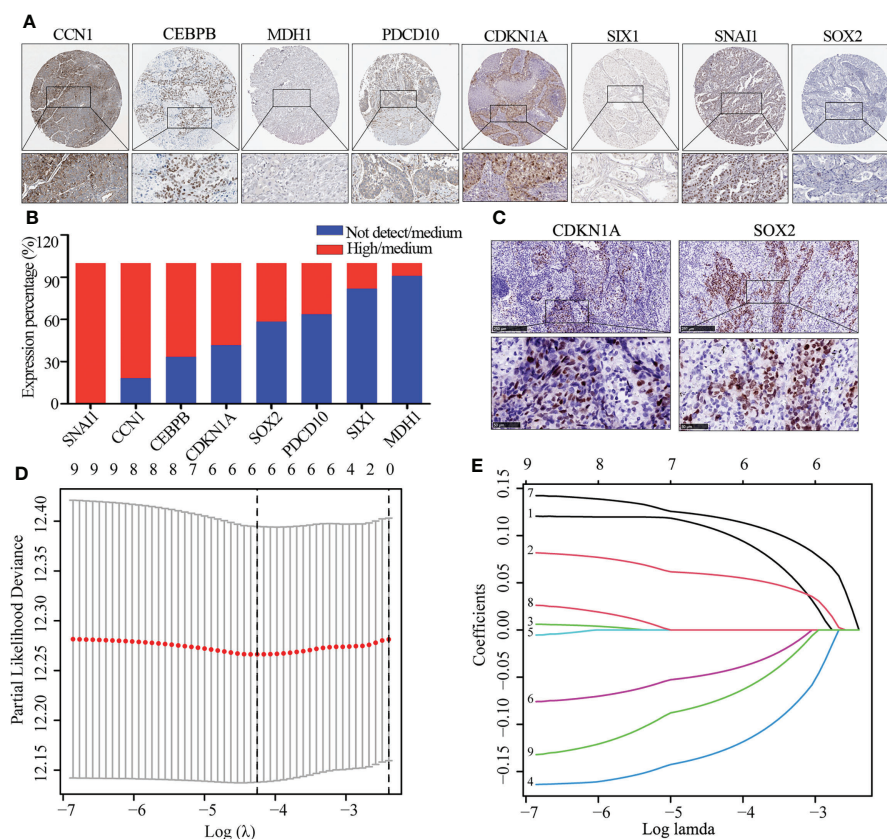 A
CCN1 CEBPB MDH1 PDCD10 CDKN1A SIX1 SNAI1 SOX2
B
Not detect/medium
High/medium
Expression percentage (%)
120
90
60
30
0
SNAI1 CCN1 CEBPB CDKN1A SOX2 PDCD10 SIX1 MDH1
C
CDKN1A SOX2
D
9 9 9 8 8 8 7 6 6 6 6 6 6 4 2 0
Partial Likelihood Deviance
12.40
12.35
12.30
12.25
12.20
12.15
−7 −6 −5 −4 −3
Log (λ)
E
9 8 7 6 6
Coefficients
0.15
0.10
0.05
0.00
−0.05
−0.10
−0.15
7
1
2
8
3
5
6
9
4
−7 −6 −5 −4 −3
Log lamda